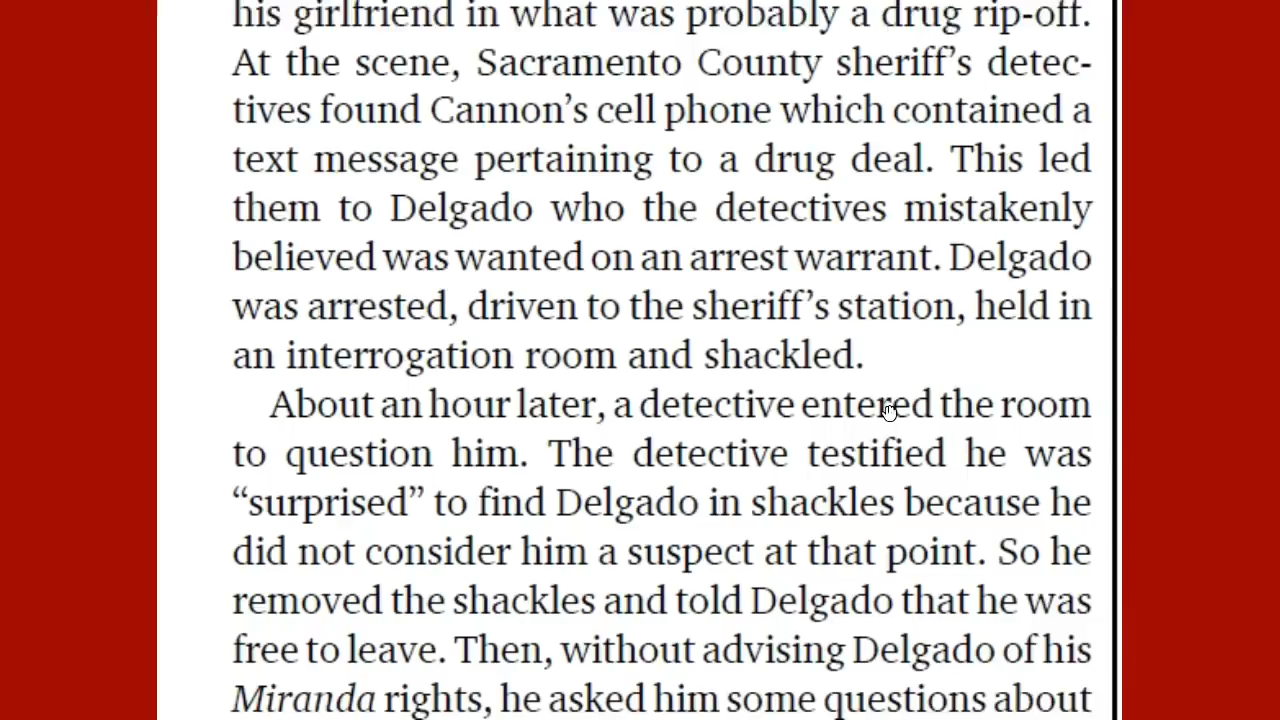 his girlfriend in what was probably a drug rip-off.
At the scene, Sacramento County sheriff’s detec-
tives found Cannon’s cell phone which contained a
text message pertaining to a drug deal. This led
them to Delgado who the detectives mistakenly
believed was wanted on an arrest warrant. Delgado
was arrested, driven to the sheriff’s station, held in
an interrogation room and shackled.
About an hour later, a detective entered the room
to question him. The detective testified he was
“surprised” to find Delgado in shackles because he
did not consider him a suspect at that point. So he
removed the shackles and told Delgado that he was
free to leave. Then, without advising Delgado of his
Miranda rights, he asked him some questions about